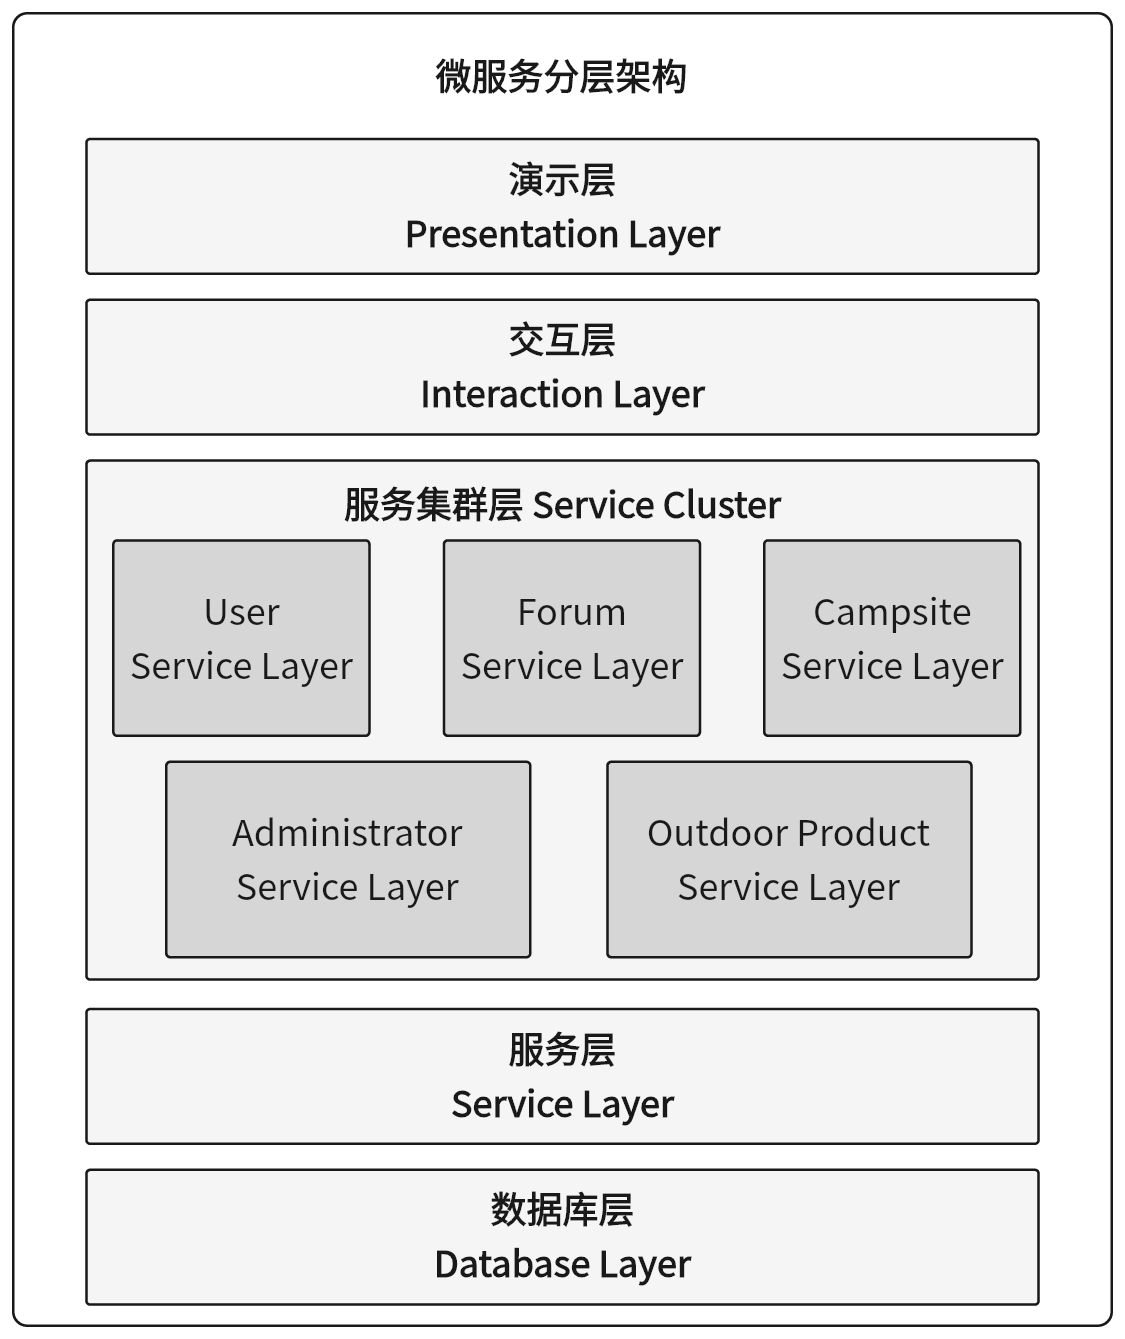 微服务分层架构
演示层
Presentation Layer
交互层
Interaction Layer
服务集群层 Service Cluster
User
Service Layer
Forum
Service Layer
Campsite
Service Layer
Administrator
Service Layer
Outdoor Product
Service Layer
服务层
Service Layer
数据库层
Database Layer